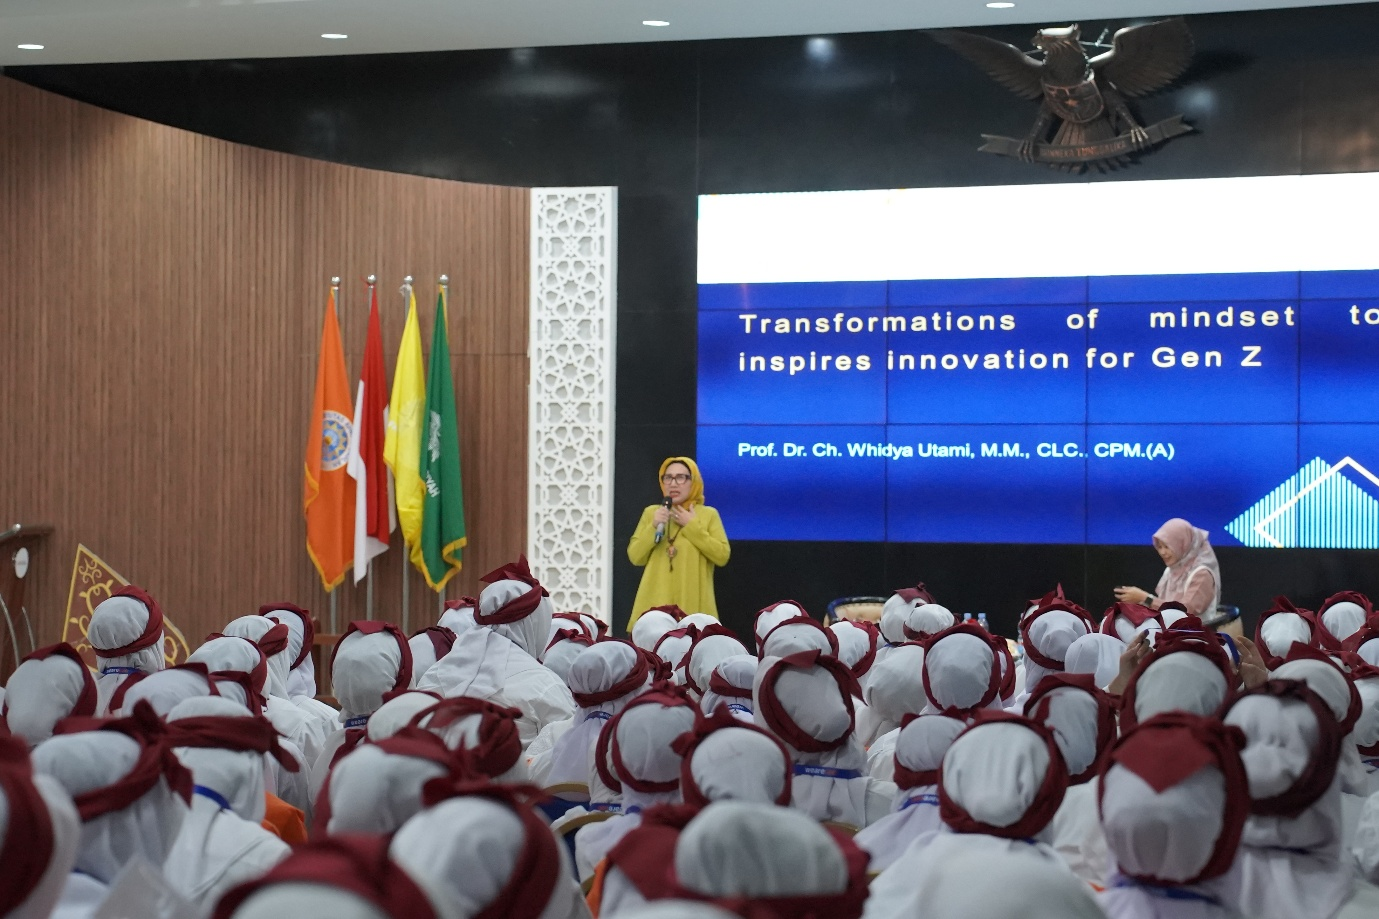 Transformations of mindset to
inspires innovation for Gen Z
Prof. Dr. Ch. Whidya Utami, M.M., CLC., CPM.(A)